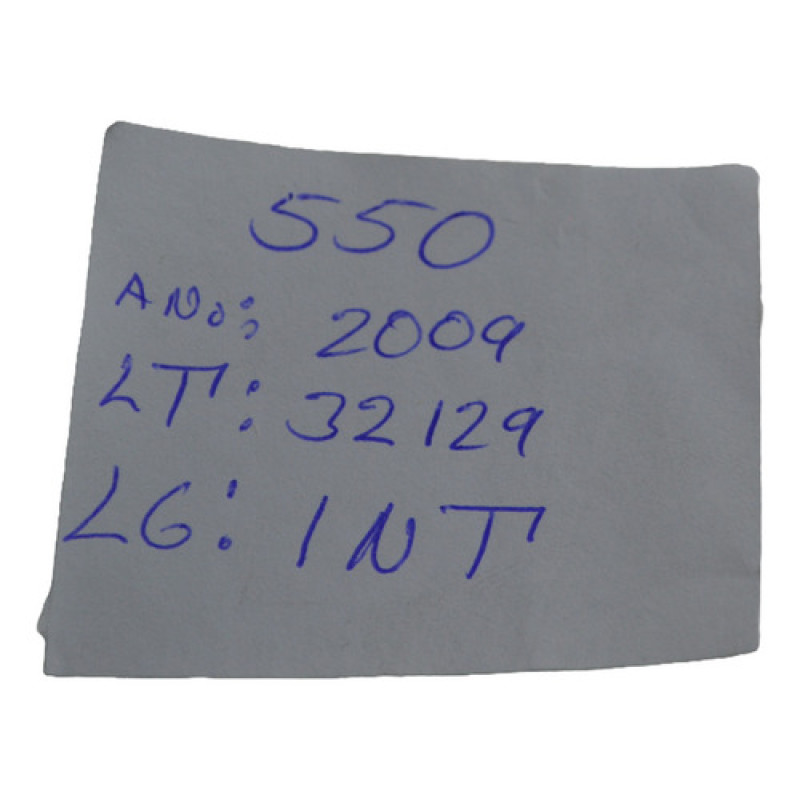 550
ANo: 2009
LT: 32129
LG: INT